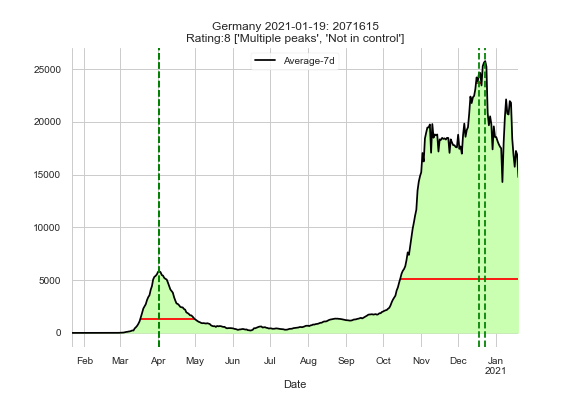 Germany 2021-01-19: 2071615
Rating:8 ['Multiple peaks', 'Not in control']
Average-7d
25000
20000
15000
10000
5000
0
Feb Mar Apr May Jun Jul Aug Sep Oct Nov Dec Jan
2021
Date